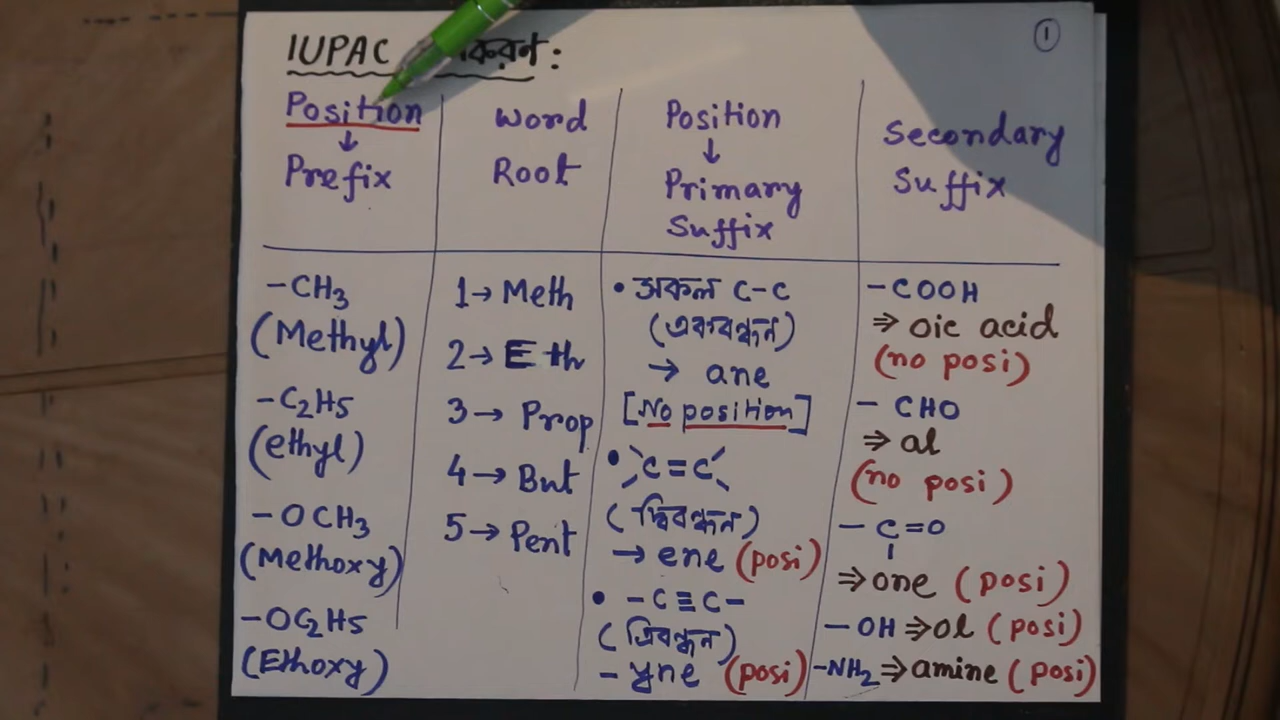 IUPAC করণ:
①
Position
↓
Prefix
-CH3
(Methyl)
-C2H5
(ethyl)
-OCH3
(Methoxy)
-OC2H5
(Ethoxy)
Word
Root
1→ Meth
2→ Eth
3→ Prop
4→ But
5→ Pent
Position
↓
Primary
Suffix
• সকল C-C
(একবন্ধন)
→ ane
[No position]
• >C=C<
(দ্বিবন্ধন)
→ ene (posi)
• -C≡C-
(ত্রিবন্ধন)
- yne (posi)
Secondary
Suffix
-COOH
⇒ oic acid
(no posi)
- CHO
⇒ al
(no posi)
- C=O
⇒ one (posi)
-OH ⇒ ol (posi)
-NH2 ⇒ amine (posi)